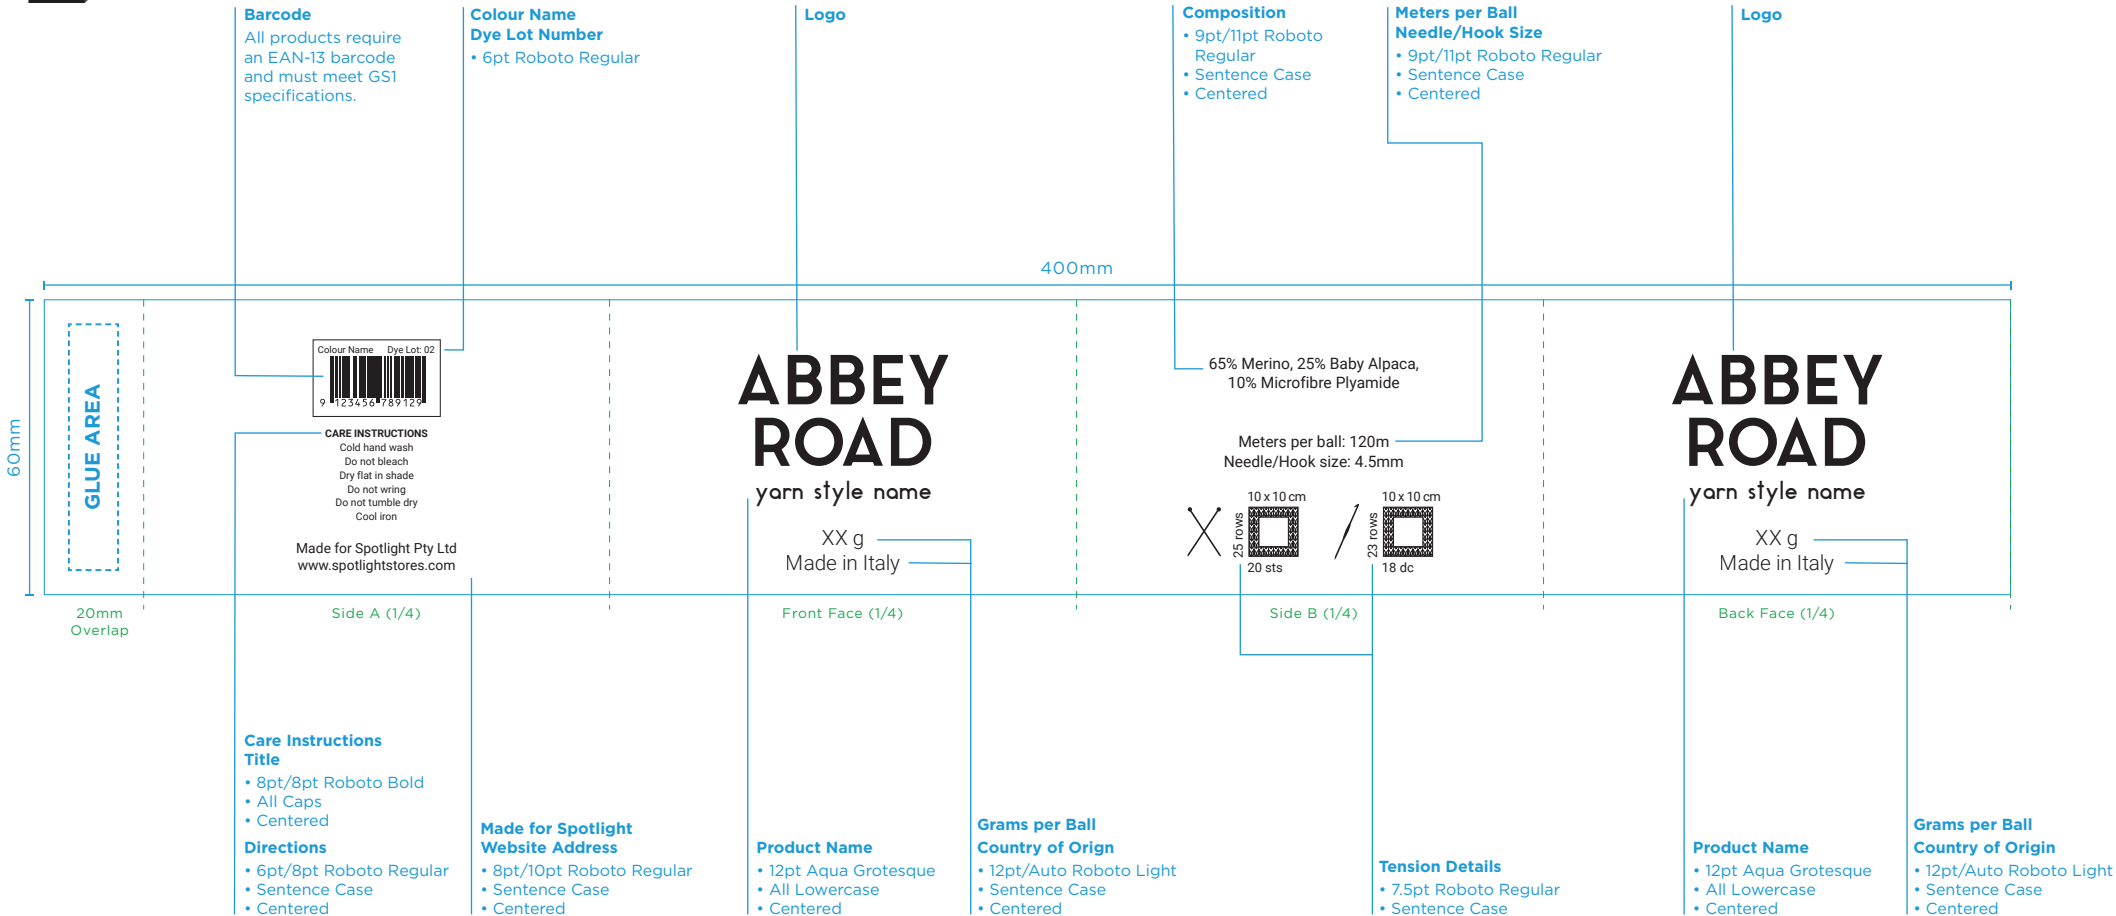 Barcode
All products require
an EAN-13 barcode
and must meet GS1
specifications.
Colour Name
Dye Lot Number
• 6pt Roboto Regular
Logo
Composition
• 9pt/11pt Roboto
Regular
• Sentence Case
• Centered
Meters per Ball
Needle/Hook Size
• 9pt/11pt Roboto Regular
• Sentence Case
• Centered
Logo
400mm
60mm
GLUE AREA
Colour Name Dye Lot: 02
9 123456 789129
CARE INSTRUCTIONS
Cold hand wash
Do not bleach
Dry flat in shade
Do not wring
Do not tumble dry
Cool iron
Made for Spotlight Pty Ltd
www.spotlightstores.com
ABBEY
ROAD
yarn style name
XX g
Made in Italy
65% Merino, 25% Baby Alpaca,
10% Microfibre Plyamide
Meters per ball: 120m
Needle/Hook size: 4.5mm
10 x 10 cm
25 rows
20 sts
10 x 10 cm
23 rows
18 dc
ABBEY
ROAD
yarn style name
XX g
Made in Italy
20mm
Overlap
Side A (1/4)
Front Face (1/4)
Side B (1/4)
Back Face (1/4)
Care Instructions
Title
• 8pt/8pt Roboto Bold
• All Caps
• Centered
Directions
• 6pt/8pt Roboto Regular
• Sentence Case
• Centered
Made for Spotlight
Website Address
• 8pt/10pt Roboto Regular
• Sentence Case
• Centered
Product Name
• 12pt Aqua Grotesque
• All Lowercase
• Centered
Grams per Ball
Country of Orign
• 12pt/Auto Roboto Light
• Sentence Case
• Centered
Tension Details
• 7.5pt Roboto Regular
• Sentence Case
Product Name
• 12pt Aqua Grotesque
• All Lowercase
• Centered
Grams per Ball
Country of Origin
• 12pt/Auto Roboto Light
• Sentence Case
• Centered